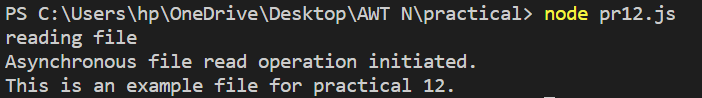 PS C:\Users\hp\OneDrive\Desktop\AWT N\practical> node pr12.js
reading file
Asynchronous file read operation initiated.
This is an example file for practical 12.